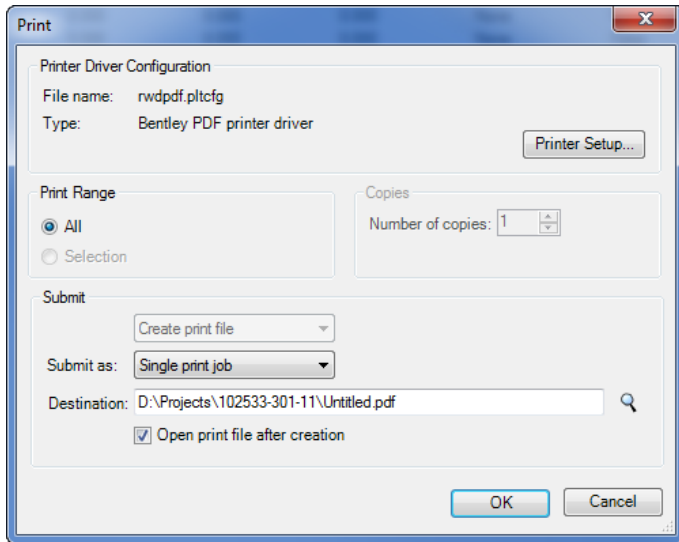 Print
Printer Driver Configuration
File name: rwdpdf.pltcfg
Type: Bentley PDF printer driver
Printer Setup...
Print Range
All
Selection
Copies
Number of copies: 1
Submit
Create print file
Submit as: Single print job
Destination: D:\Projects\102533-301-11\Untitled.pdf
Open print file after creation
OK
Cancel